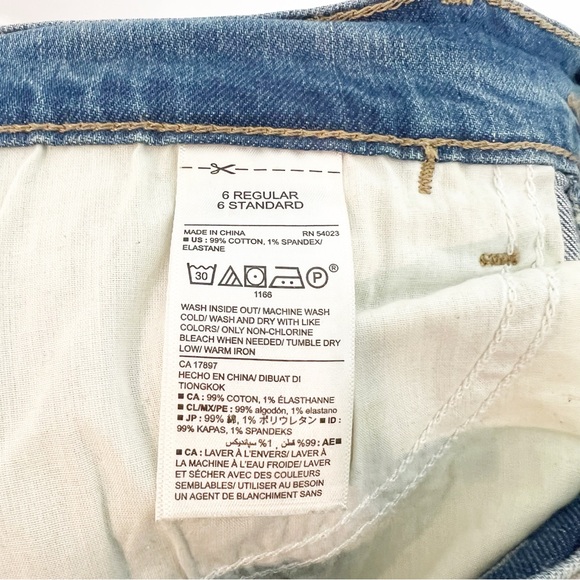 6 REGULAR
6 STANDARD
MADE IN CHINA RN 54023
■ US : 99% COTTON, 1% SPANDEX/
ELASTANE
30 P ®
1166
WASH INSIDE OUT/ MACHINE WASH
COLD/ WASH AND DRY WITH LIKE
COLORS/ ONLY NON-CHLORINE
BLEACH WHEN NEEDED/ TUMBLE DRY
LOW/ WARM IRON
CA 17897
HECHO EN CHINA/ DIBUAT DI
TIONGKOK
■ CA : 99% COTON, 1% ÉLASTHANNE
■ CL/MX/PE : 99% algodón, 1% elastano
■ JP : 99% 綿, 1% ポリウレタン ■ ID :
99% KAPAS, 1% SPANDEKS
■ AE: 99% قطن , 1% سپانديكس
■ CA : LAVER À L'ENVERS/ LAVER À
LA MACHINE À L'EAU FROIDE/ LAVER
ET SÉCHER AVEC DES COULEURS
SEMBLABLES/ UTILISER AU BESOIN
UN AGENT DE BLANCHIMENT SANS